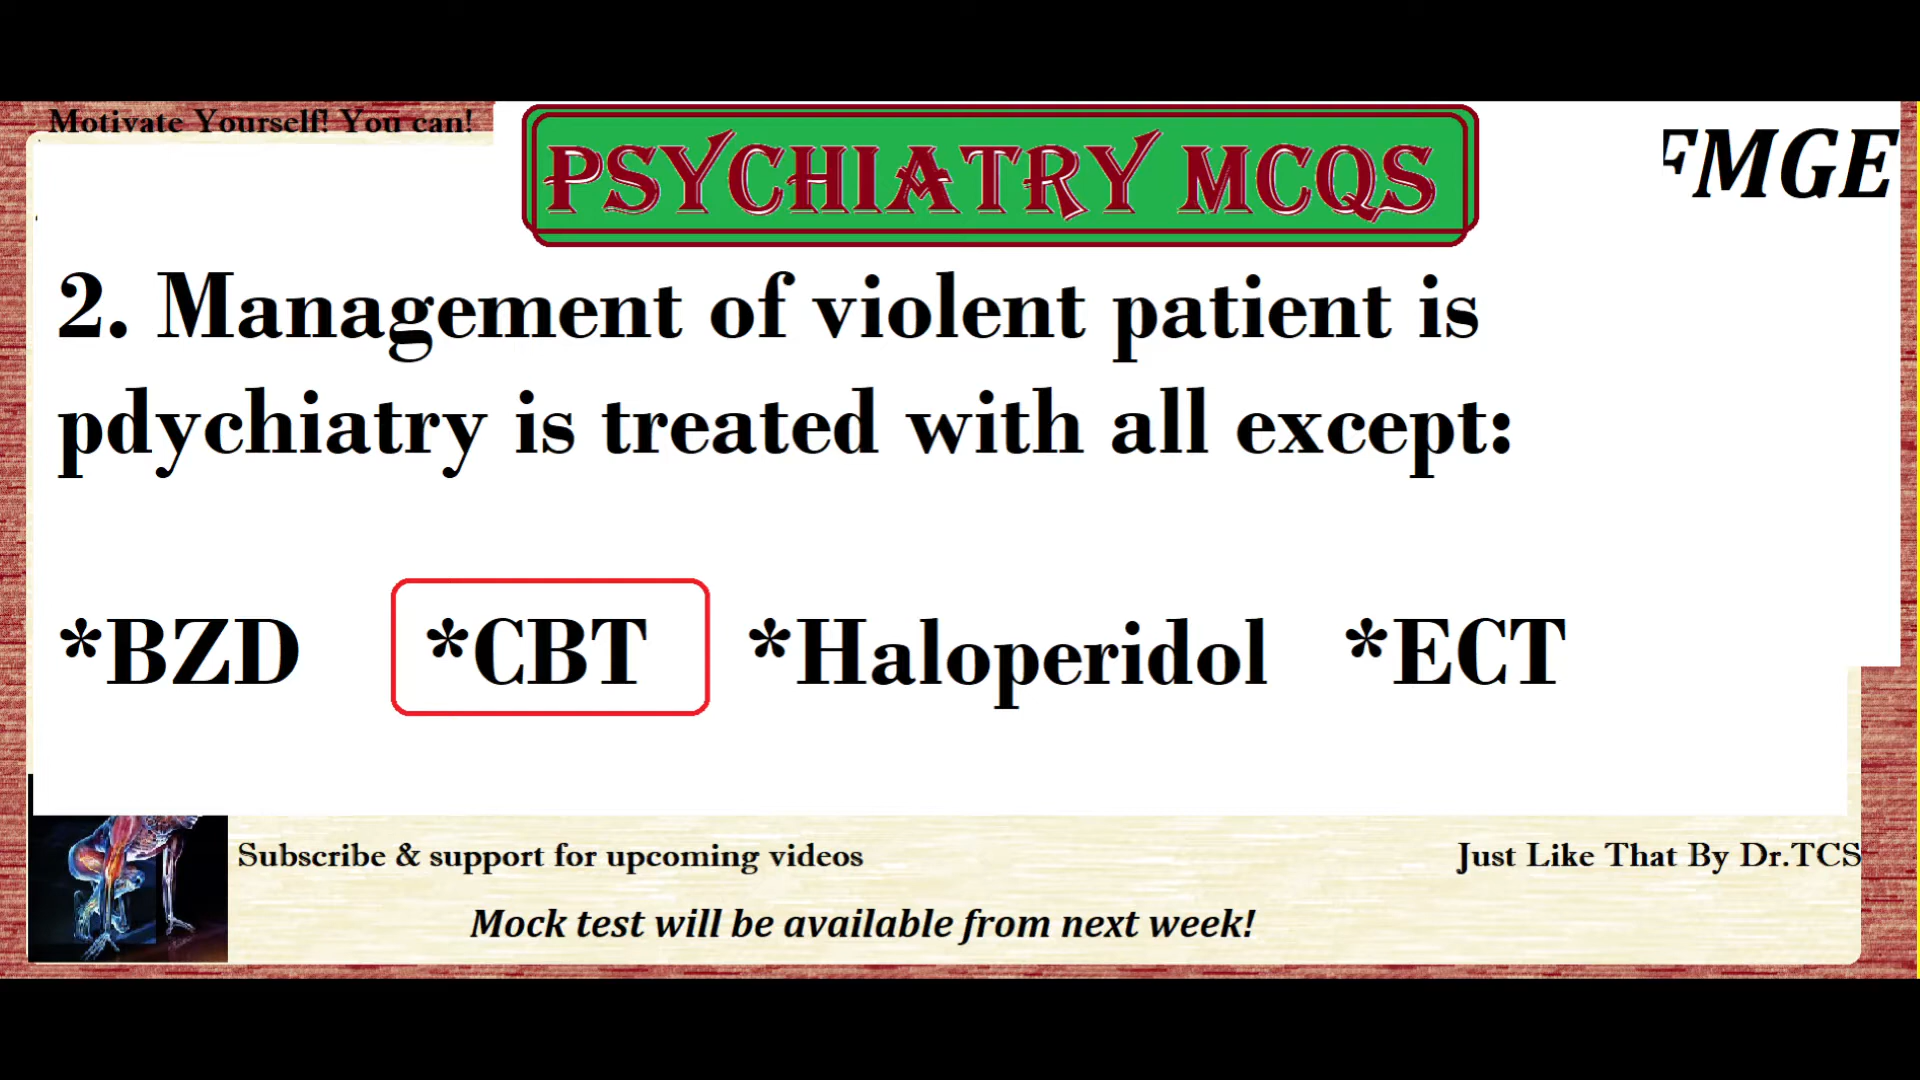 Motivate Yourself! You can!
PSYCHIATRY MCQS
FMGE
2. Management of violent patient is
pdychiatry is treated with all except:
*BZD *CBT *Haloperidol *ECT
Subscribe & support for upcoming videos
Just Like That By Dr.TCS
Mock test will be available from next week!